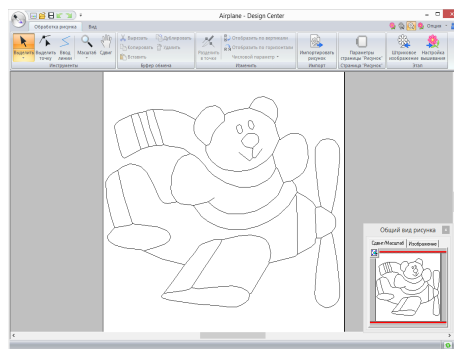 Airplane - Design Center
Обработка рисунка Вид
Опции
Выделить Выделить точку Ввод линии Масштаб Сдвиг
Инструменты
Вырезать Дублировать
Копировать Удалить
Вставить
Буфер обмена
Разделить в точке
Отобразить по вертикали
Отобразить по горизонтали
Числовой параметр
Изменить
Импортировать рисунок
Импорт
Параметры страницы "Рисунок"
Страница "Рисунок"
Штриховое изображение Настройки вышивания
Этап
Общий вид рисунка
Сдвиг/Масштаб Изображение